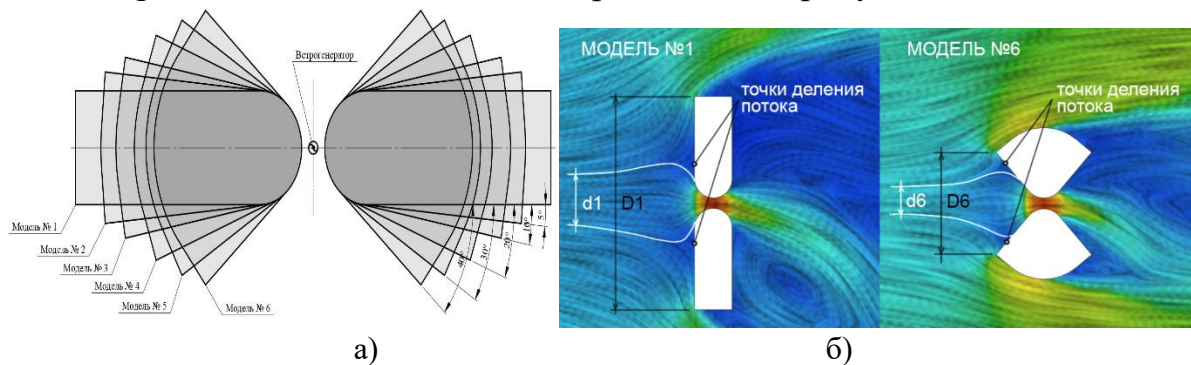 Ветрогенератор
Модель № 1
Модель № 2
Модель № 3
Модель № 4
Модель № 5
Модель № 6
40°
30°
20°
10°
5°
а)
МОДЕЛЬ №1
точки деления
потока
d1
D1
МОДЕЛЬ №6
точки деления
потока
d6
D6
б)